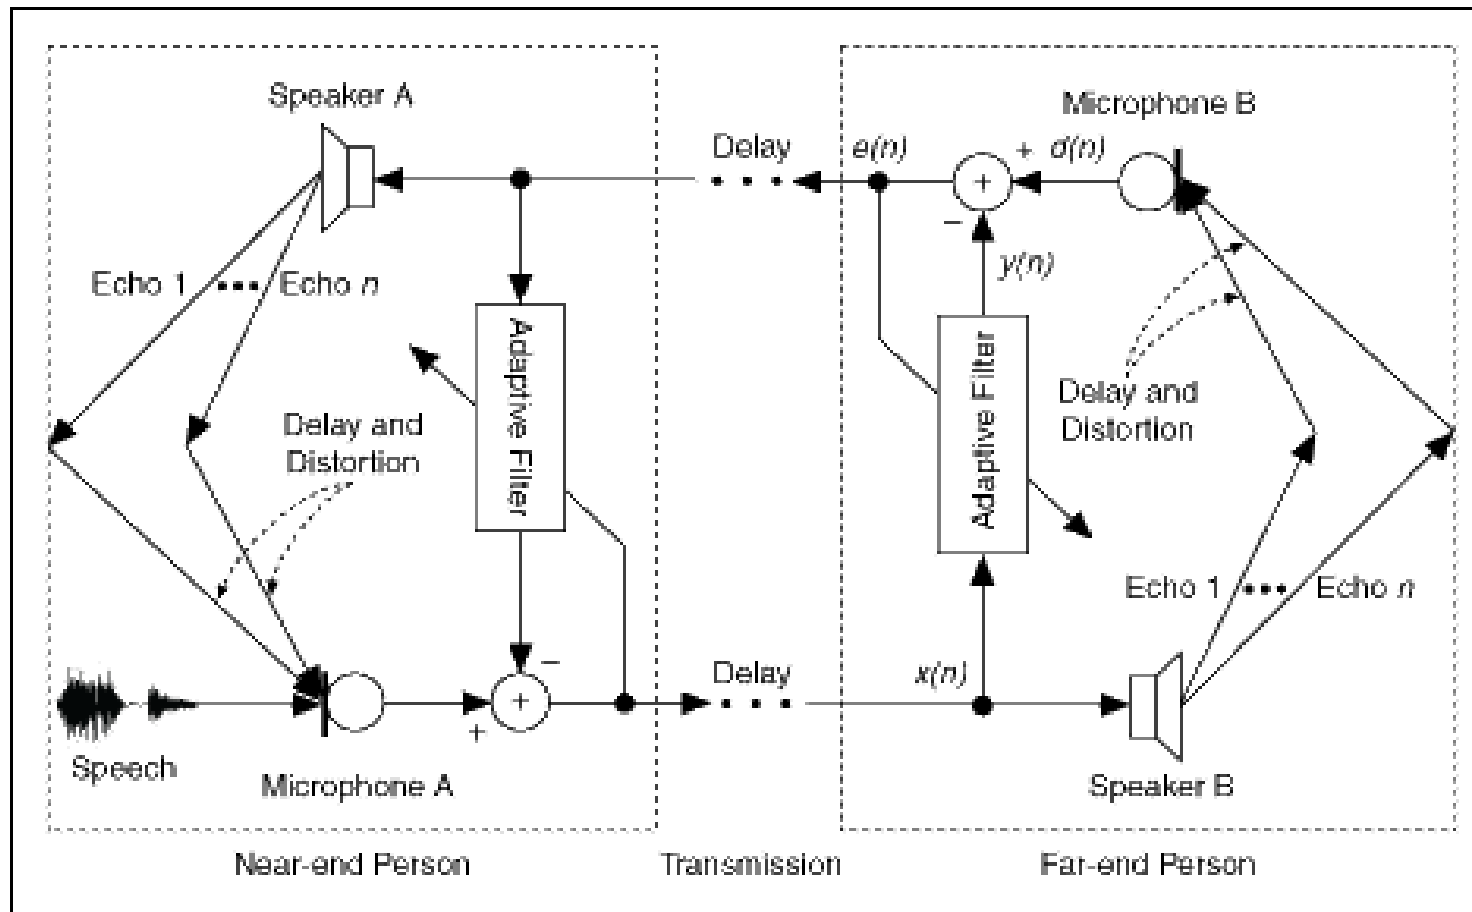 Speaker A
Microphone B
Delay
e(n)
+
d(n)
+
−
y(n)
Echo 1
Echo n
Adaptive Filter
Adaptive Filter
Delay and
Distortion
Delay and
Distortion
Echo 1
Echo n
−
Delay
x(n)
+
+
Speech
Microphone A
Speaker B
Near-end Person
Transmission
Far-end Person